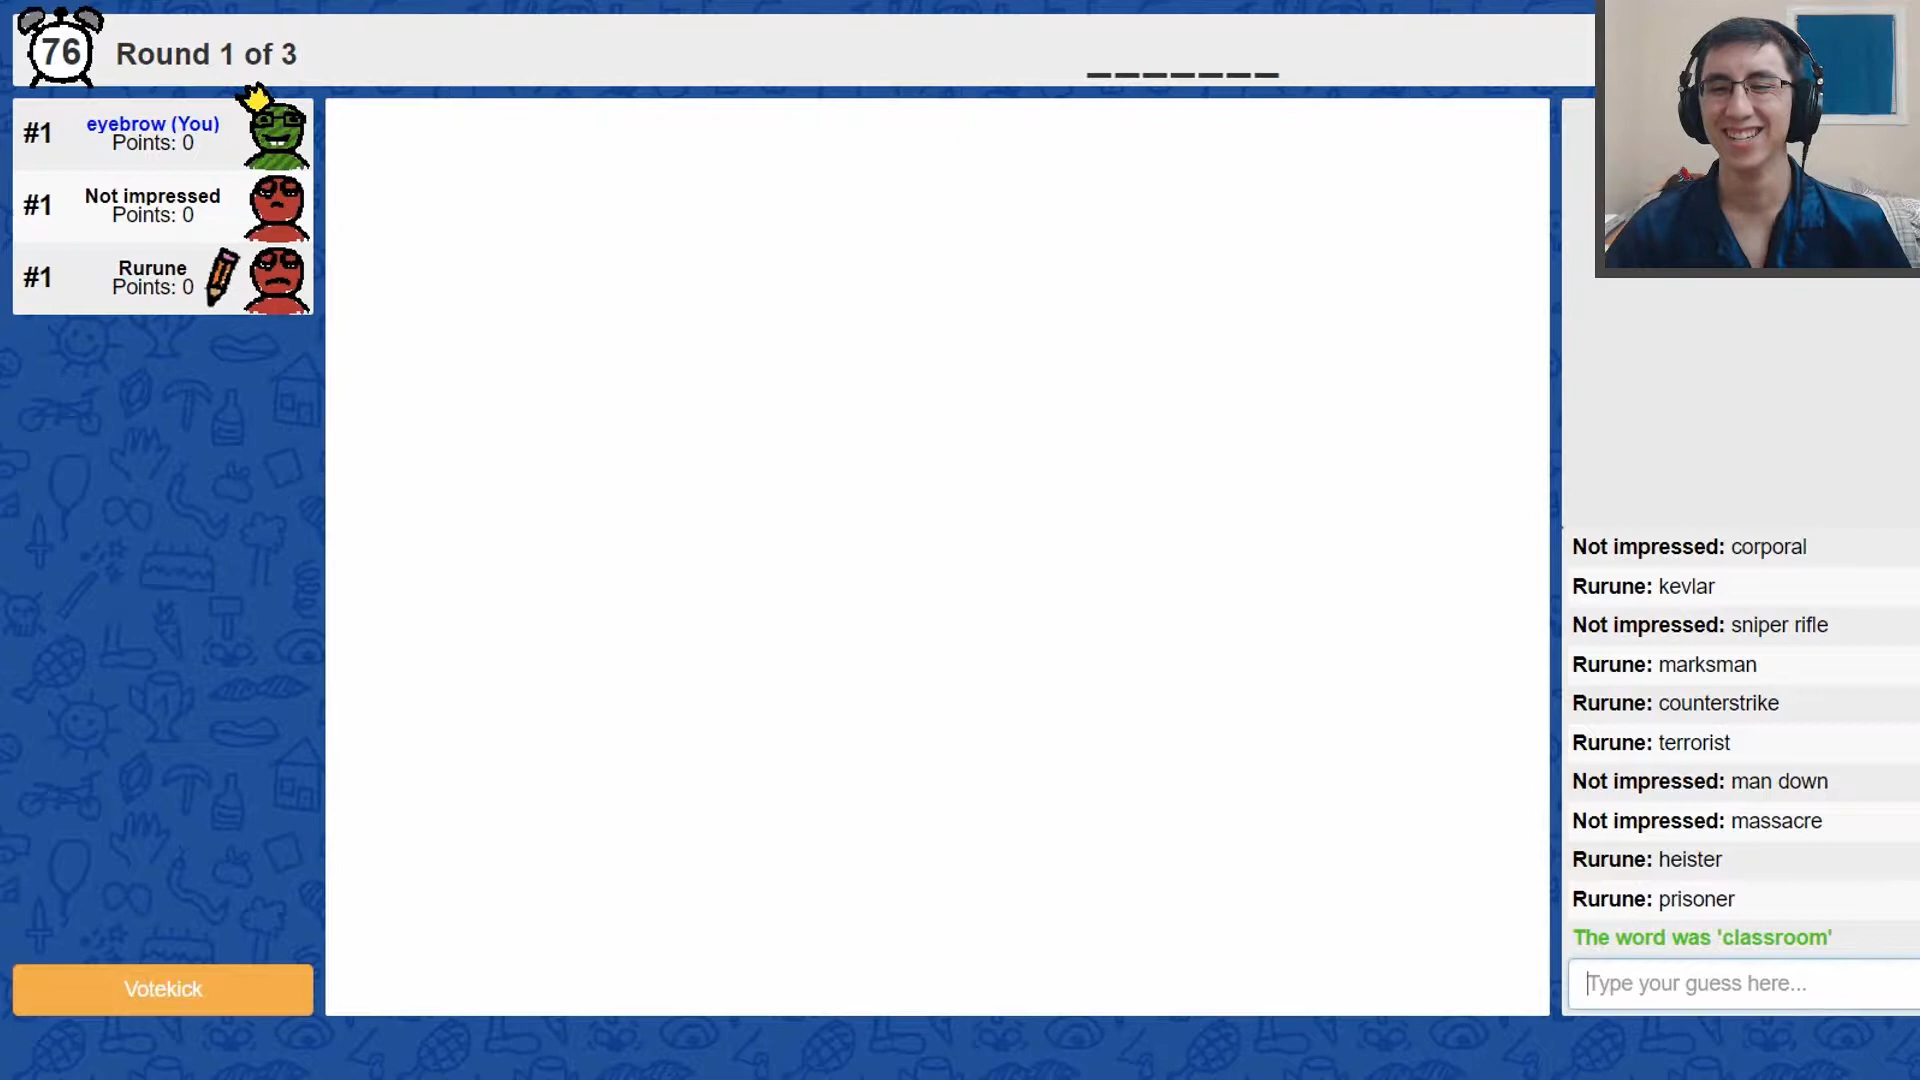 76
Round 1 of 3
_______
#1
eyebrow (You)
Points: 0
#1
Not impressed
Points: 0
#1
Rurune
Points: 0
Votekick
Not impressed: corporal
Rurune: kevlar
Not impressed: sniper rifle
Rurune: marksman
Rurune: counterstrike
Rurune: terrorist
Not impressed: man down
Not impressed: massacre
Rurune: heister
Rurune: prisoner
The word was 'classroom'
Type your guess here...